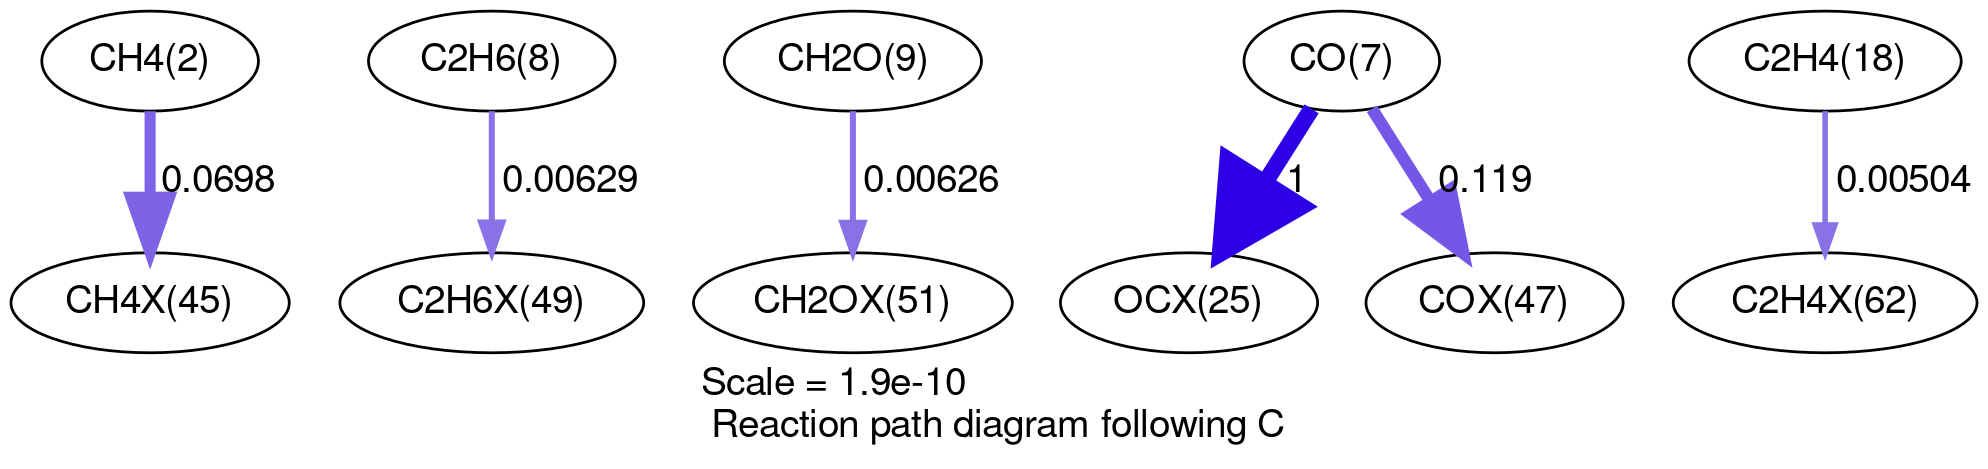 CH4(2)
C2H6(8)
CH2O(9)
CO(7)
C2H4(18)
0.0698
0.00629
0.00626
1
0.119
0.00504
CH4X(45)
C2H6X(49)
CH2OX(51)
OCX(25)
COX(47)
C2H4X(62)
Scale = 1.9e-10
Reaction path diagram following C